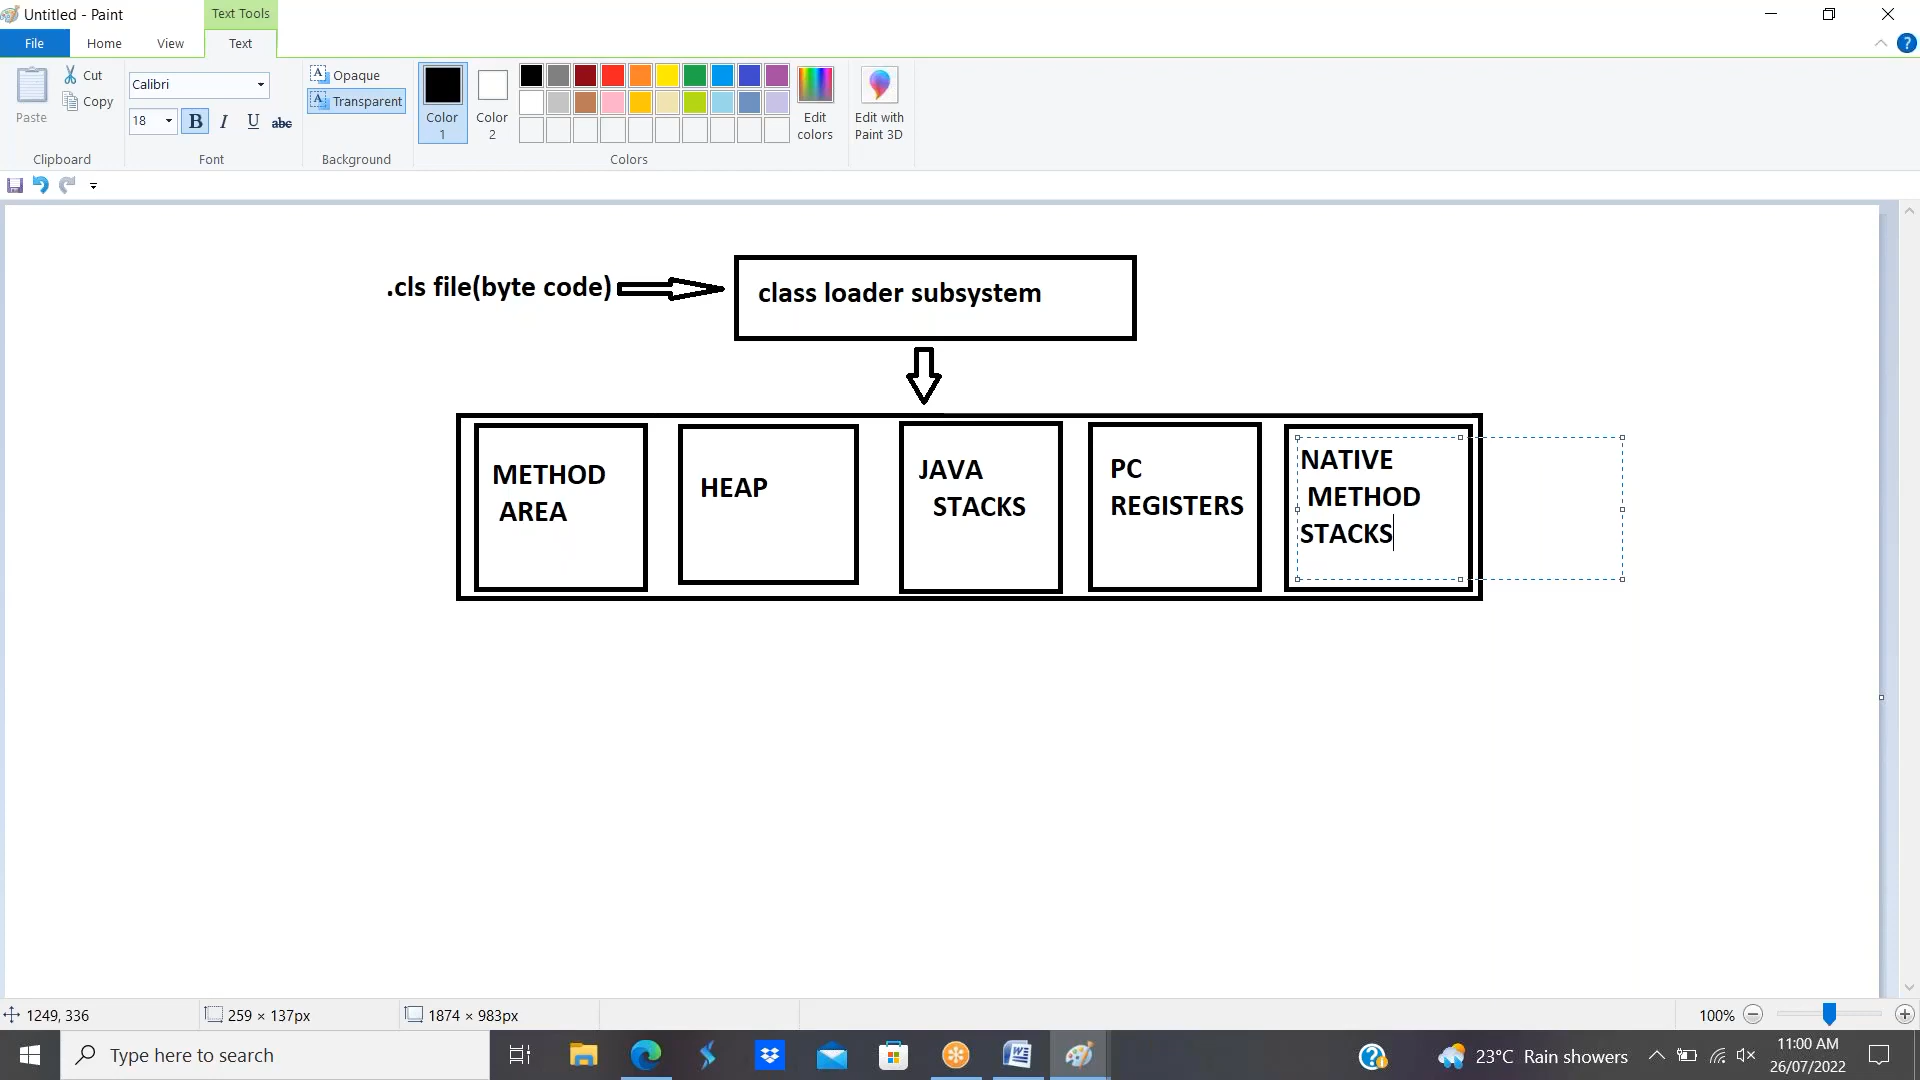 Untitled - Paint
Text Tools
File
Home
View
Text
Paste
Cut
Copy
Clipboard
Calibri
18
B
I
U
abc
Font
Opaque
Transparent
Background
Color
1
Color
2
Edit
colors
Colors
Edit with
Paint 3D
.cls file(byte code)
class loader subsystem
METHOD
AREA
HEAP
JAVA
STACKS
PC
REGISTERS
NATIVE
METHOD
STACKS
1249, 336
259 × 137px
1874 × 983px
100%
Type here to search
23°C Rain showers
11:00 AM
26/07/2022